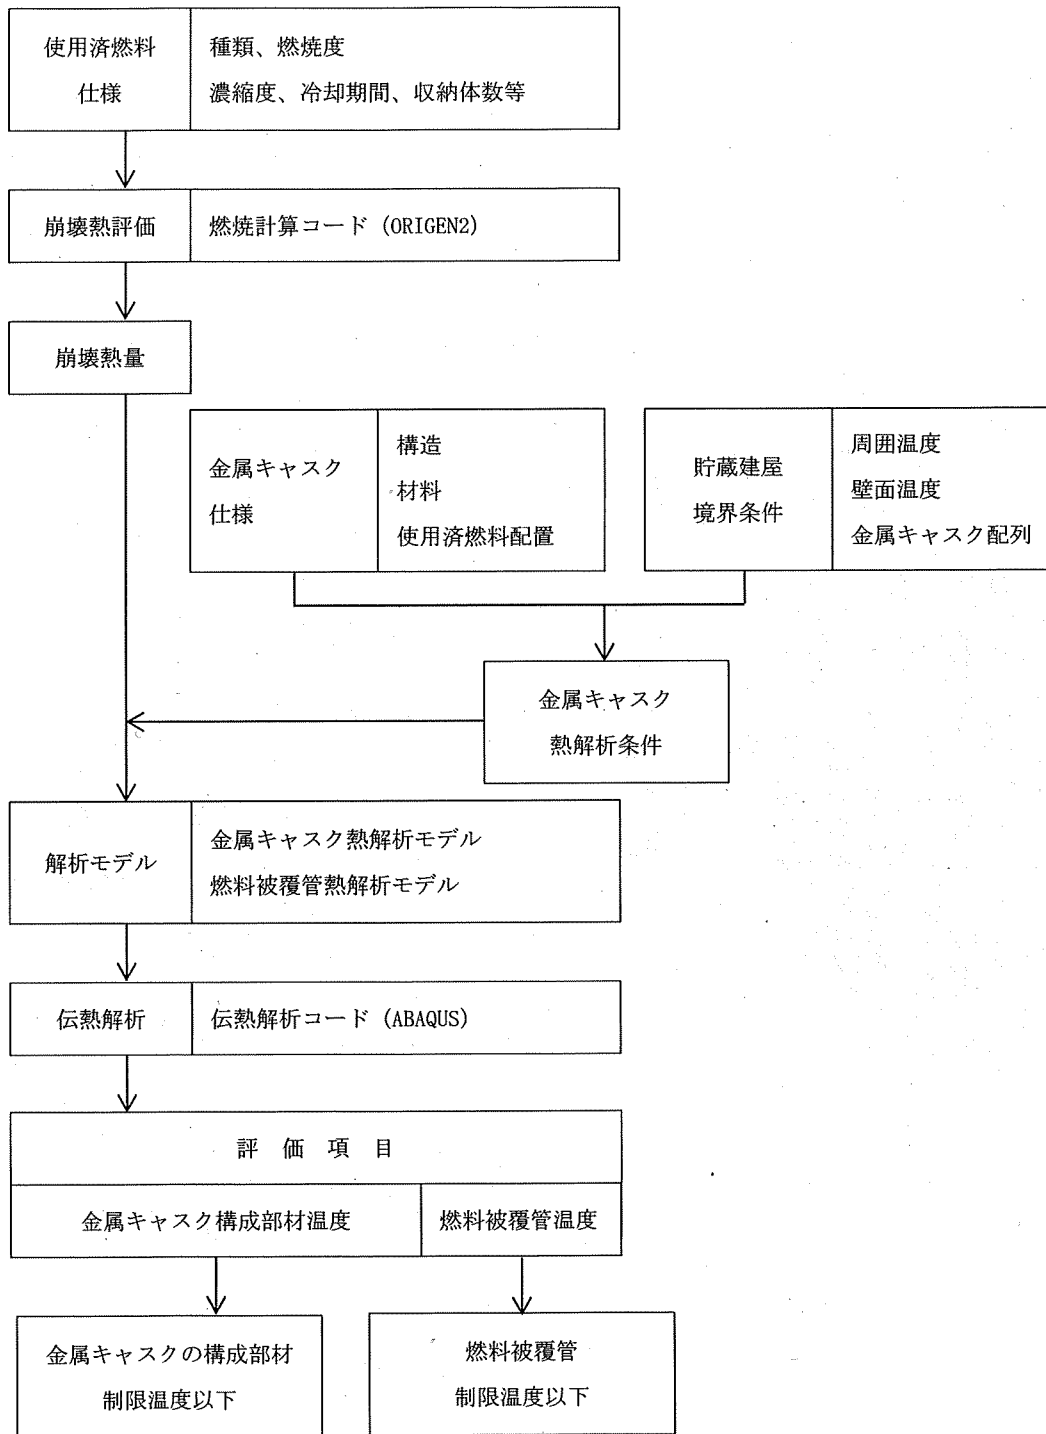 使用済燃料
仕様
種類、燃焼度
濃縮度、冷却期間、収納体数等
崩壊熱評価
燃焼計算コード (ORIGEN2)
崩壊熱量
金属キャスク
仕様
構造
材料
使用済燃料配置
貯蔵建屋
境界条件
周囲温度
壁面温度
金属キャスク配列
金属キャスク
熱解析条件
解析モデル
金属キャスク熱解析モデル
燃料被覆管熱解析モデル
伝熱解析
伝熱解析コード (ABAQUS)
評 価 項 目
金属キャスク構成部材温度
燃料被覆管温度
金属キャスクの構成部材
制限温度以下
燃料被覆管
制限温度以下